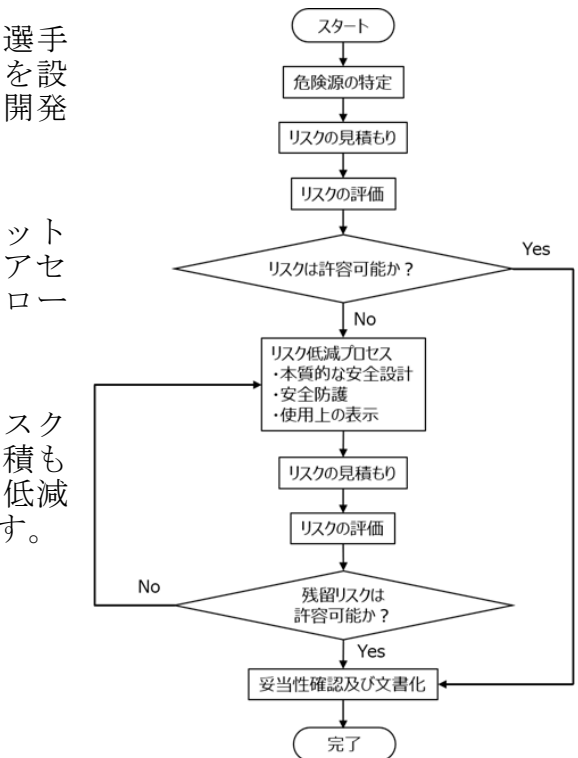 選手
を設
開発
ット
アセ
ロー
スク
積も
低減
す。
スタート
危険源の特定
リスクの見積もり
リスクの評価
リスクは許容可能か？
Yes
No
リスク低減プロセス
・本質的な安全設計
・安全防護
・使用上の表示
リスクの見積もり
リスクの評価
残留リスクは
許容可能か？
No
Yes
妥当性確認及び文書化
完了